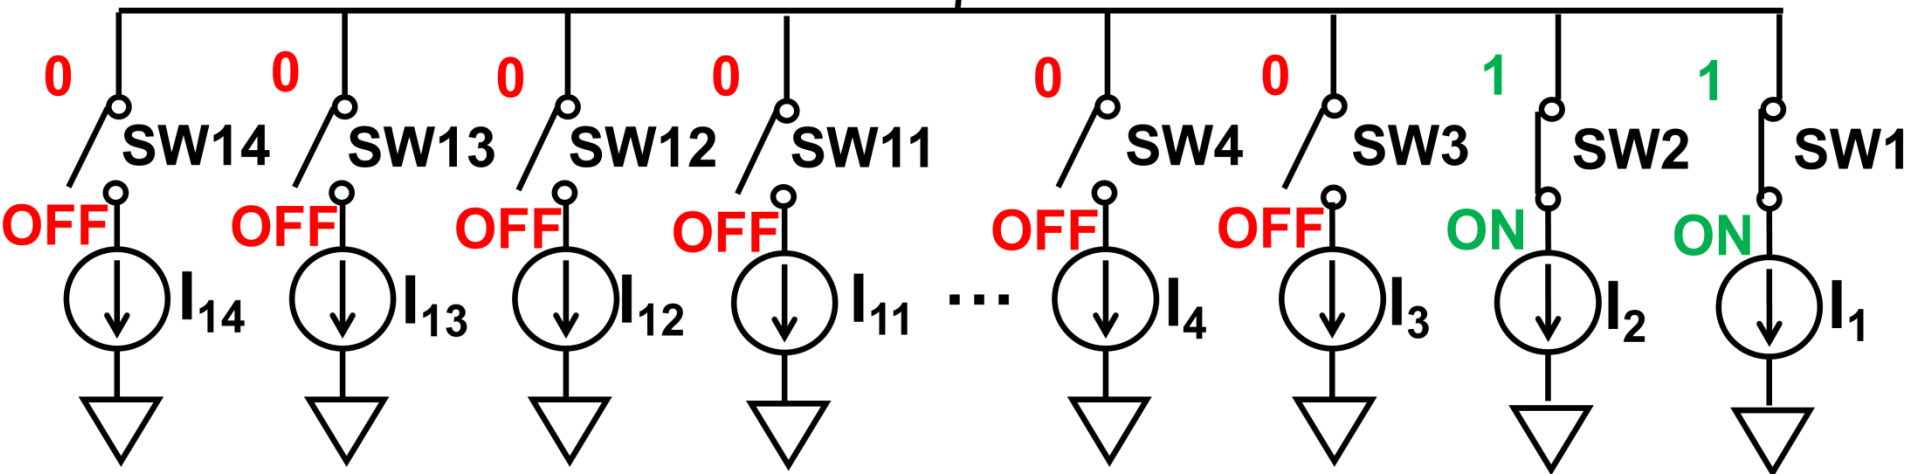 0 0 0 0 0 0 1 1
SW14 SW13 SW12 SW11 SW4 SW3 SW2 SW1
OFF OFF OFF OFF OFF OFF ON ON
I14 I13 I12 I11 ... I4 I3 I2 I1